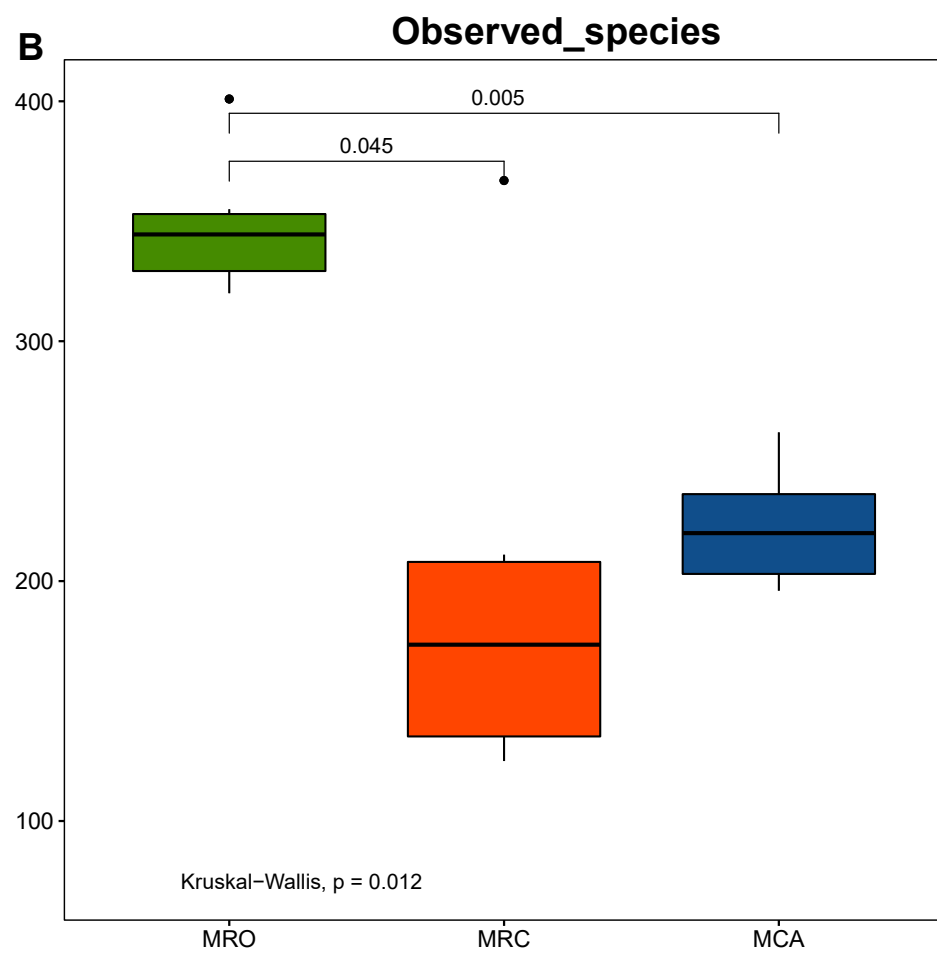 B
Observed_species
400
300
200
100
0.005
0.045
Kruskal−Wallis, p = 0.012
MRO MRC MCA